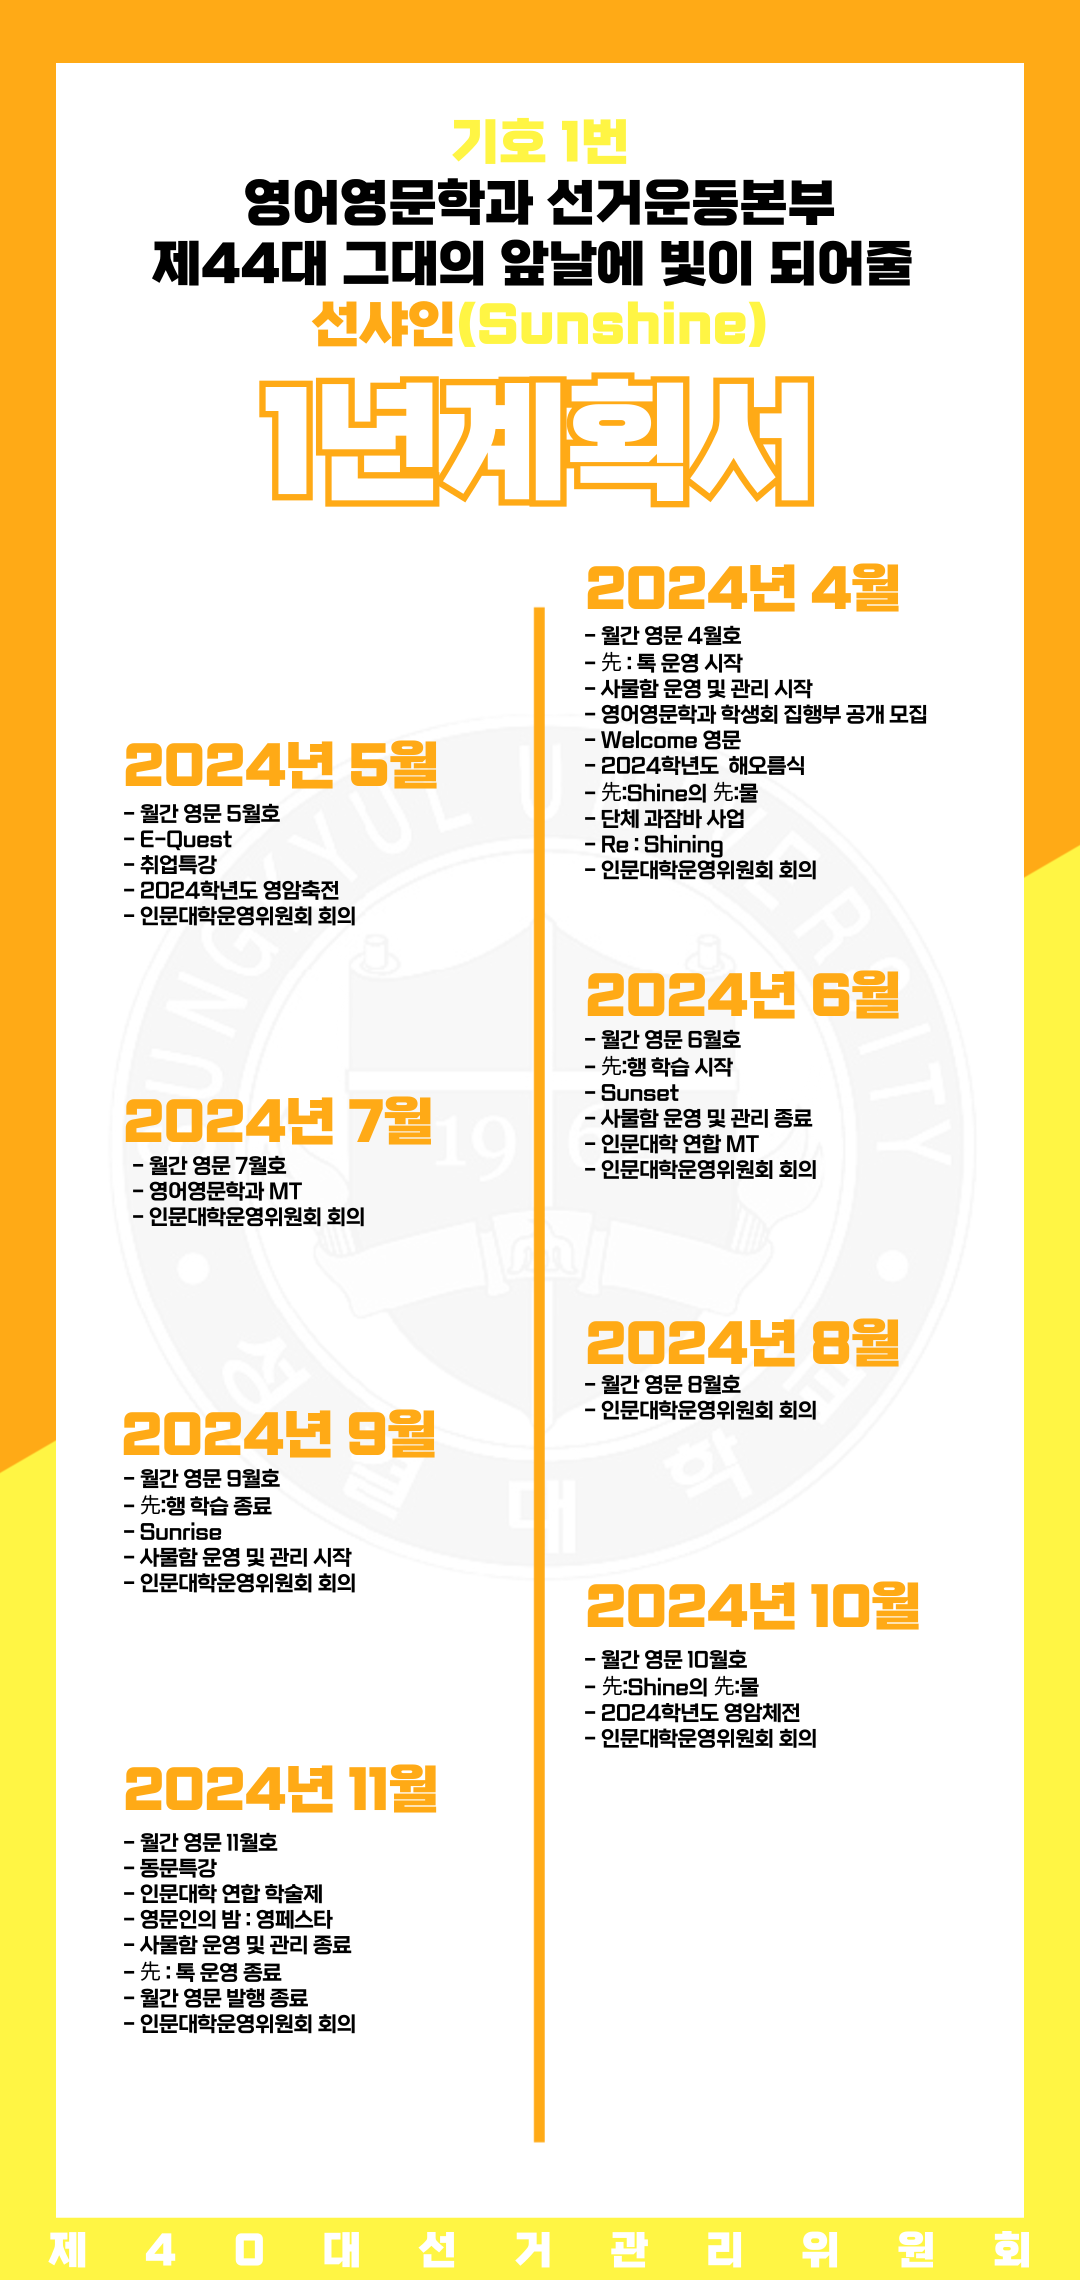 기호 1번
영어영문학과 선거운동본부
제44대 그대의 앞날에 빛이 되어줄
선샤인(Sunshine)
1년계획서
2024년 4월
- 월간 영문 4월호
- 先 : 톡 운영 시작
- 사물함 운영 및 관리 시작
- 영어영문학과 학생회 집행부 공개 모집
- Welcome 영문
- 2024학년도 해오름식
- 先:Shine의 先:물
- 단체 과잠바 사업
- Re : Shining
- 인문대학운영위원회 회의
2024년 5월
- 월간 영문 5월호
- E-Quest
- 취업특강
- 2024학년도 영암축전
- 인문대학운영위원회 회의
2024년 6월
- 월간 영문 6월호
- 先:행 학습 시작
- Sunset
- 사물함 운영 및 관리 종료
- 인문대학 연합 MT
- 인문대학운영위원회 회의
2024년 7월
- 월간 영문 7월호
- 영어영문학과 MT
- 인문대학운영위원회 회의
2024년 8월
- 월간 영문 8월호
- 인문대학운영위원회 회의
2024년 9월
- 월간 영문 9월호
- 先:행 학습 종료
- Sunrise
- 사물함 운영 및 관리 시작
- 인문대학운영위원회 회의
2024년 10월
- 월간 영문 10월호
- 先:Shine의 先:물
- 2024학년도 영암체전
- 인문대학운영위원회 회의
2024년 11월
- 월간 영문 11월호
- 동문특강
- 인문대학 연합 학술제
- 영문인의 밤 : 영페스타
- 사물함 운영 및 관리 종료
- 先 : 톡 운영 종료
- 월간 영문 발행 종료
- 인문대학운영위원회 회의
제40대선거관리위원회